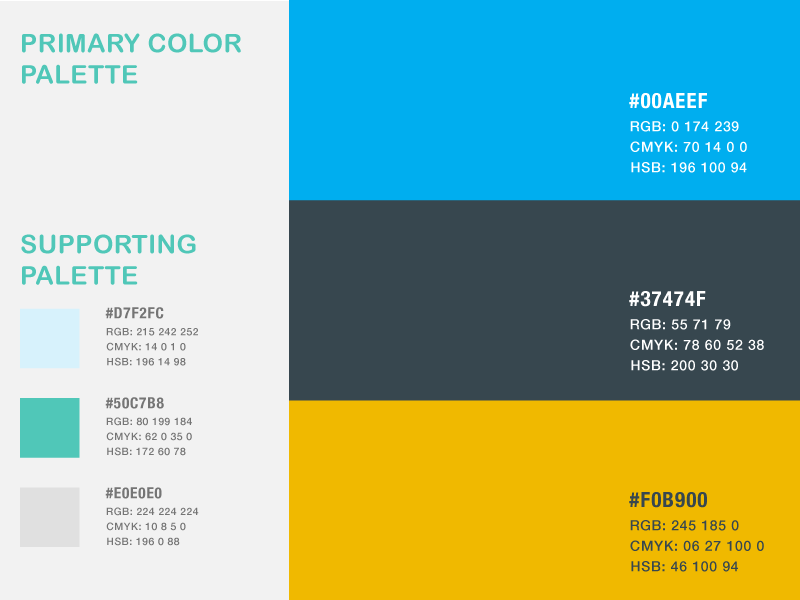 PRIMARY COLOR
PALETTE
#00AEEF
RGB: 0 174 239
CMYK: 70 14 0 0
HSB: 196 100 94
SUPPORTING
PALETTE
#D7F2FC
RGB: 215 242 252
CMYK: 14 0 1 0
HSB: 196 14 98
#50C7B8
RGB: 80 199 184
CMYK: 62 0 35 0
HSB: 172 60 78
#E0E0E0
RGB: 224 224 224
CMYK: 10 8 5 0
HSB: 196 0 88
#37474F
RGB: 55 71 79
CMYK: 78 60 52 38
HSB: 200 30 30
#F0B900
RGB: 245 185 0
CMYK: 06 27 100 0
HSB: 46 100 94